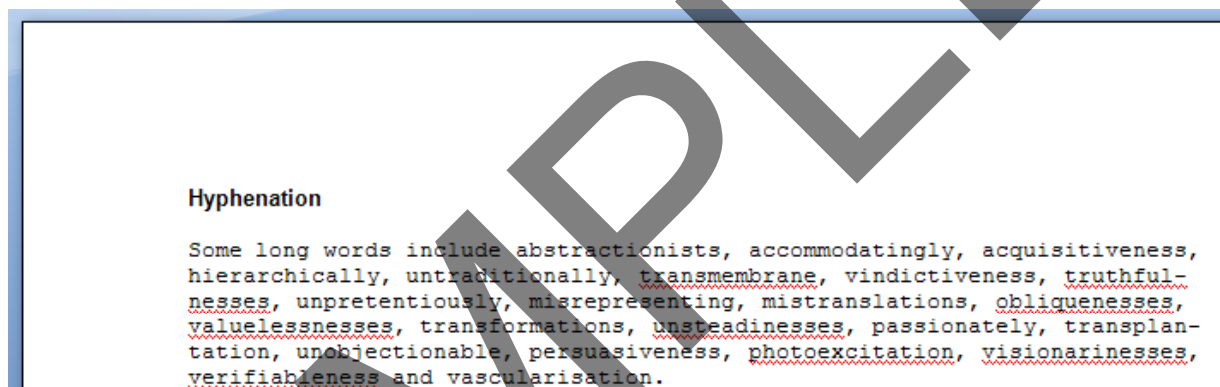 Hyphenation
Some long words include abstractionists, accommodatingly, acquisitiveness,
hierarchically, untraditionally, transmembrane, vindictiveness, truthful-
nesses, unpretentiously, misrepresenting, mistranslations, obliquenesses,
valuelessnesses, transformations, unsteadinesses, passionately, transplan-
tation, unobjectionable, persuasiveness, photoexcitation, visionarinesses,
verifiableness and vascularisation.
MPL